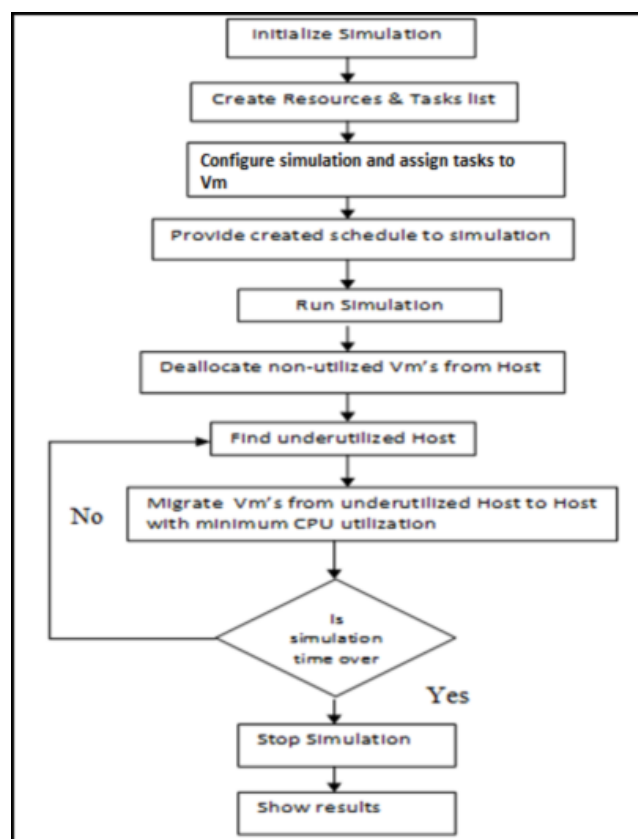 Initialize Simulation
Create Resources & Tasks list
Configure simulation and assign tasks to
Vm
Provide created schedule to simulation
Run Simulation
Deallocate non-utilized Vm's from Host
Find underutilized Host
Migrate Vm's from underutilized Host to Host
with minimum CPU utilization
No
Is
simulation
time over
Yes
Stop Simulation
Show results